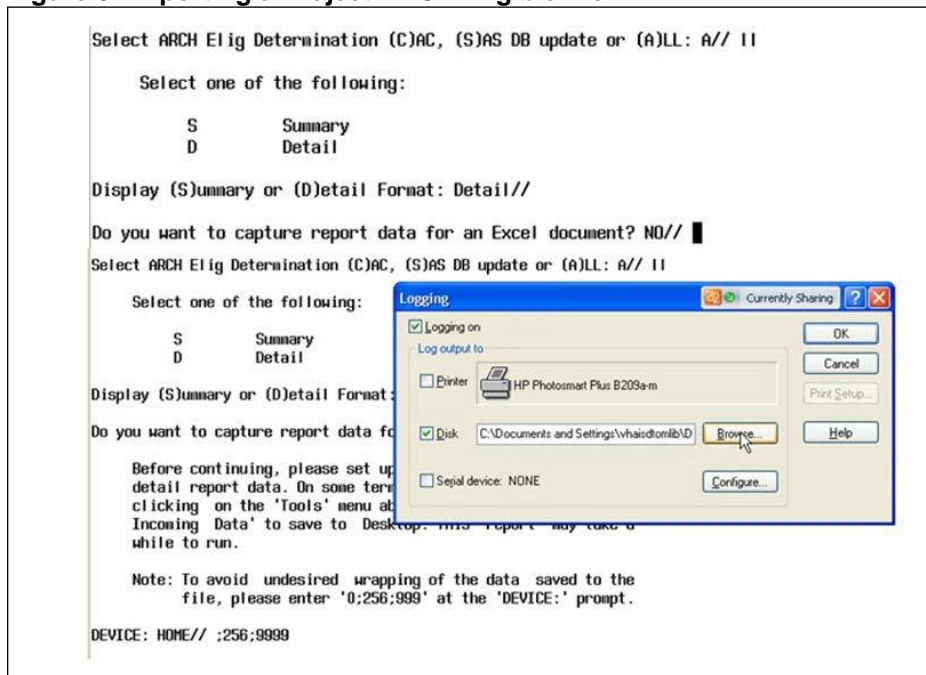 Select ARCH Elig Determination (C)AC, (S)AS DB update or (A)LL: A// ll
Select one of the following:
S Summary
D Detail
Display (S)ummary or (D)etail Format: Detail//
Do you want to capture report data for an Excel document? NO//
Select ARCH Elig Determination (C)AC, (S)AS DB update or (A)LL: A// ll
Select one of the following:
S Summary
D Detail
Display (S)ummary or (D)etail Format:
Do you want to capture report data fo
Before continuing, please set up
detail report data. On some term
clicking on the 'Tools' menu ab
Incoming Data' to save to Desktop. This report may take a
while to run.
Note: To avoid undesired wrapping of the data saved to the
file, please enter '0;256;999' at the 'DEVICE:' prompt.
DEVICE: HOME// ;256;9999
Logging
Currently Sharing
Logging on
OK
Log output to
Cancel
Printer HP Photosmart Plus B209a-m
Print Setup...
Disk C:\Documents and Settings\vhaisdtomlib\D Browse...
Help
Serial device: NONE
Configure...